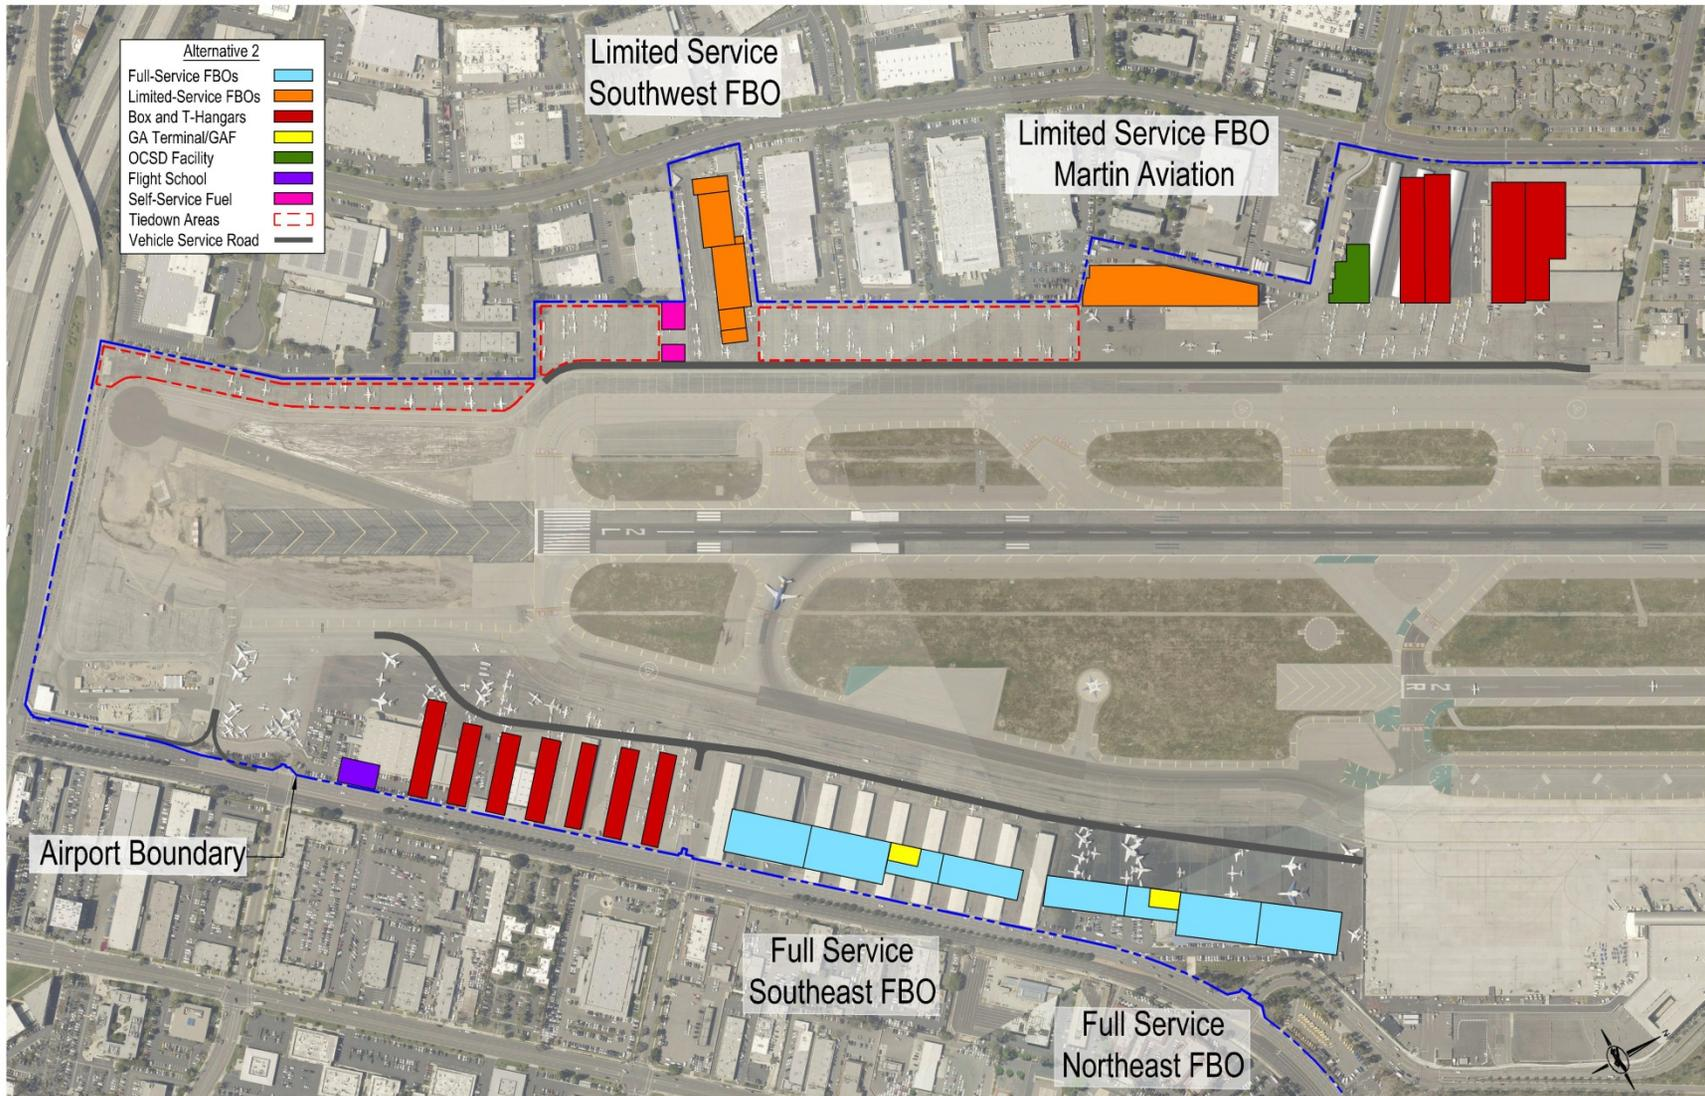 Alternative 2
Full-Service FBOs
Limited-Service FBOs
Box and T-Hangars
GA Terminal/GAF
OCSD Facility
Flight School
Self-Service Fuel
Tiedown Areas
Vehicle Service Road
Limited Service
Southwest FBO
Limited Service FBO
Martin Aviation
2
L
2
R
Airport Boundary
Full Service
Southeast FBO
Full Service
Northeast FBO
N